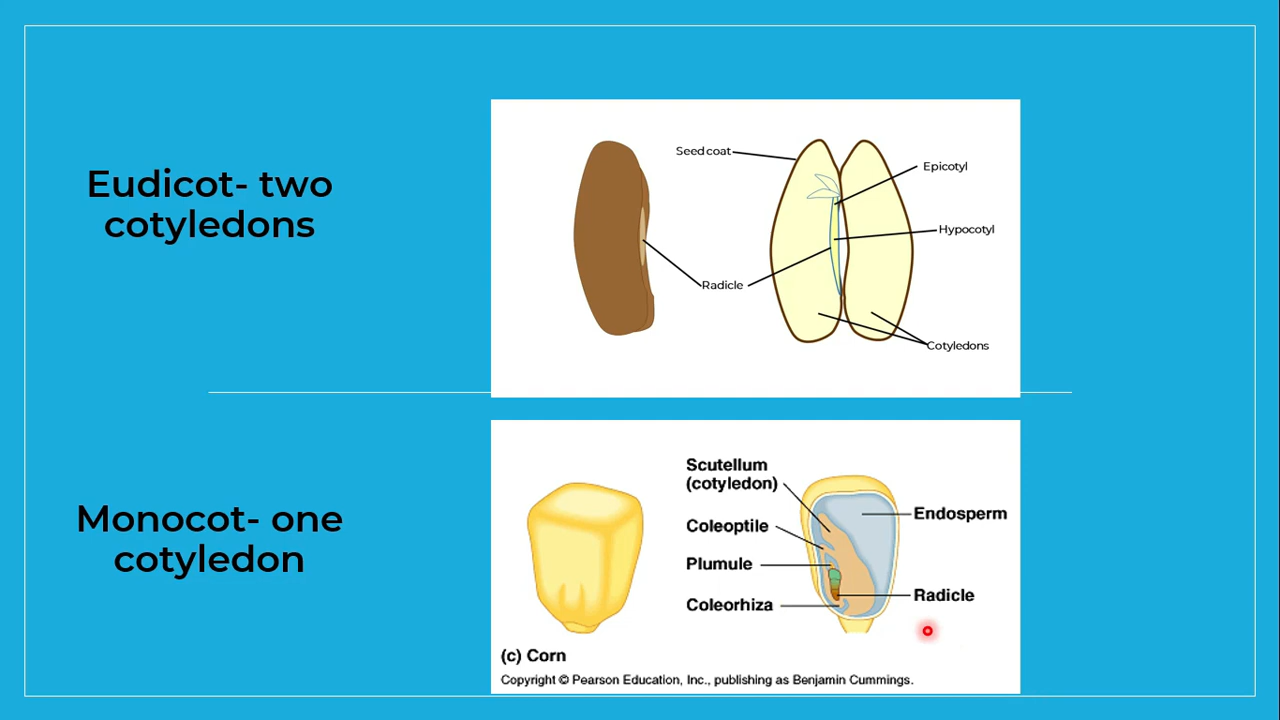 Eudicot- two
cotyledons
Seed coat
Epicotyl
Hypocotyl
Radicle
Cotyledons
Monocot- one
cotyledon
Scutellum
(cotyledon)
Coleoptile
Plumule
Coleorhiza
Endosperm
Radicle
(c) Corn
Copyright © Pearson Education, Inc., publishing as Benjamin Cummings.